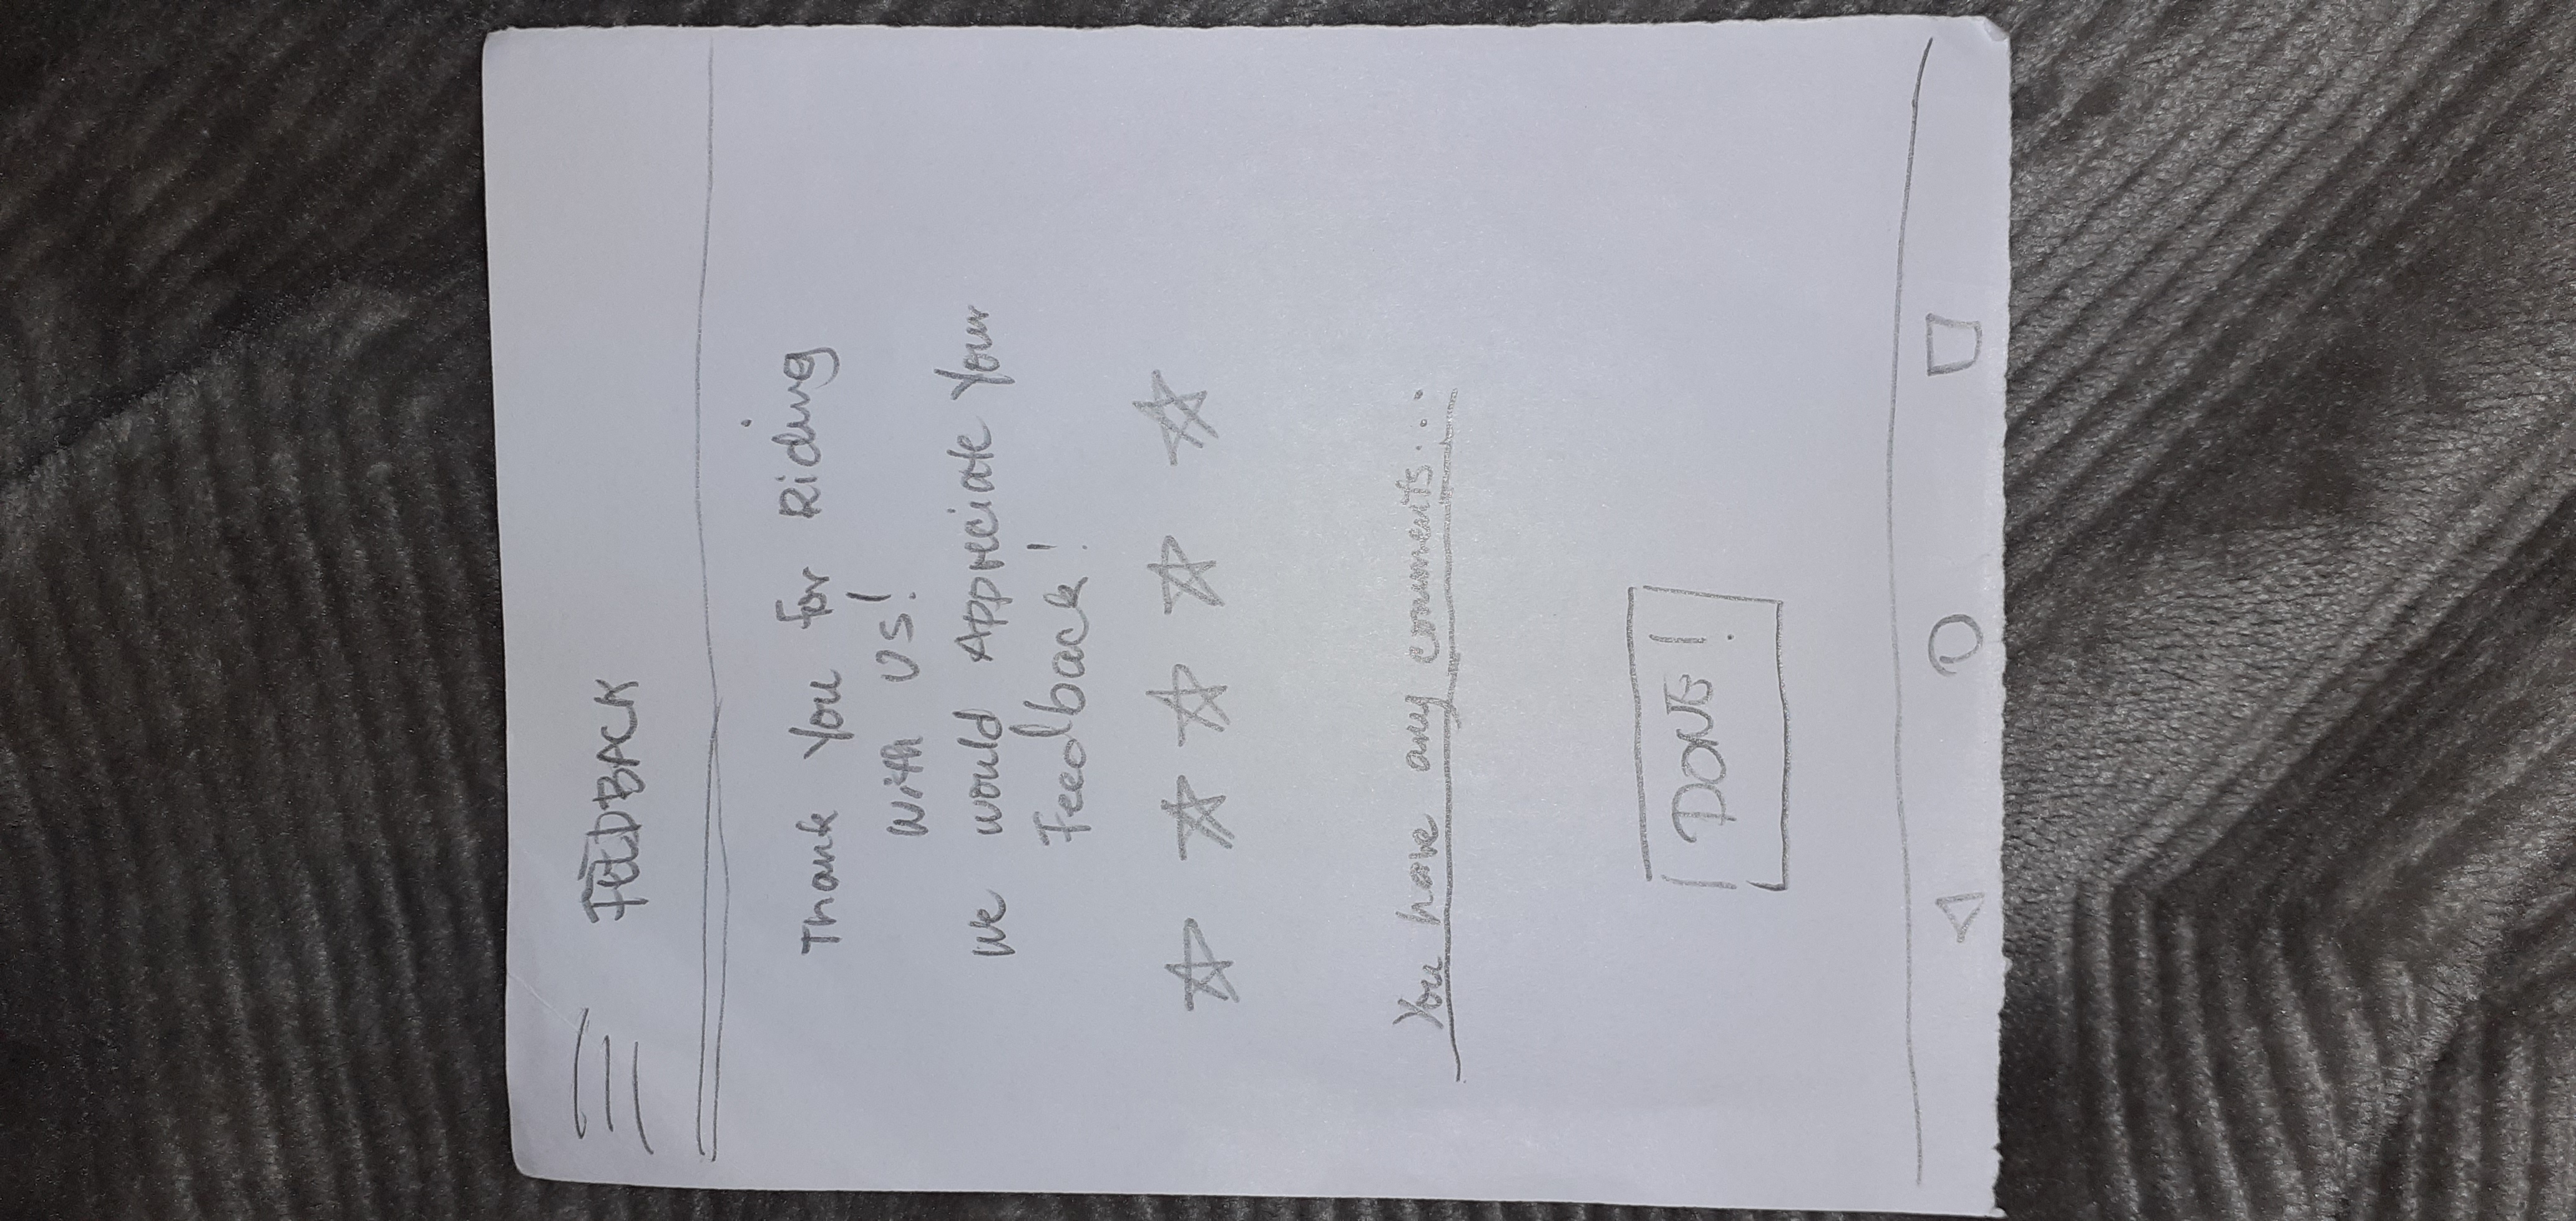 FEEDBACK
Thank You for Riding
With US!
We would Appreciate Your
Feedback!
You have any comments...
DONE!